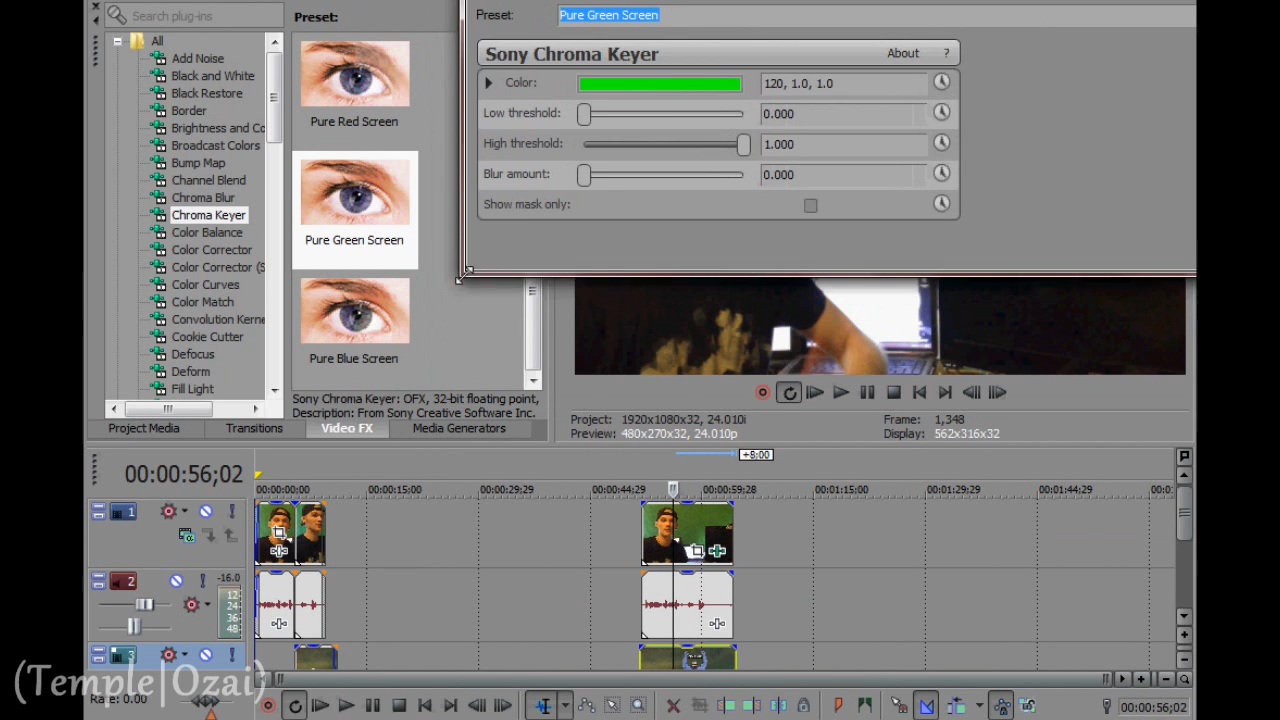 Search plug-ins
All
Add Noise
Black and White
Black Restore
Border
Brightness and Co
Broadcast Colors
Bump Map
Channel Blend
Chroma Blur
Chroma Keyer
Color Balance
Color Corrector
Color Corrector (S
Color Curves
Color Match
Convolution Kerne
Cookie Cutter
Defocus
Deform
Fill Light
Preset:
Pure Red Screen
Pure Green Screen
Pure Blue Screen
Sony Chroma Keyer: OFX, 32-bit floating point,
Description: From Sony Creative Software Inc.
Project Media
Transitions
Video FX
Media Generators
Preset:
Pure Green Screen
Sony Chroma Keyer
About ?
Color:
120, 1.0, 1.0
Low threshold:
0.000
High threshold:
1.000
Blur amount:
0.000
Show mask only:
Project: 1920x1080x32, 24.010i
Preview: 480x270x32, 24.010p
Frame: 1,348
Display: 562x316x32
+8;00
00:00:56;02
00:00:00;00
00:00:15;00
00:00:29;29
00:00:44;29
00:00:59;28
00:01:15;00
00:01:29;29
00:01:44;29
00:0
1
2
-16.0
12
24
36
48
3
(Temple|Ozai)
Rate: 0.00
00:00:56;02